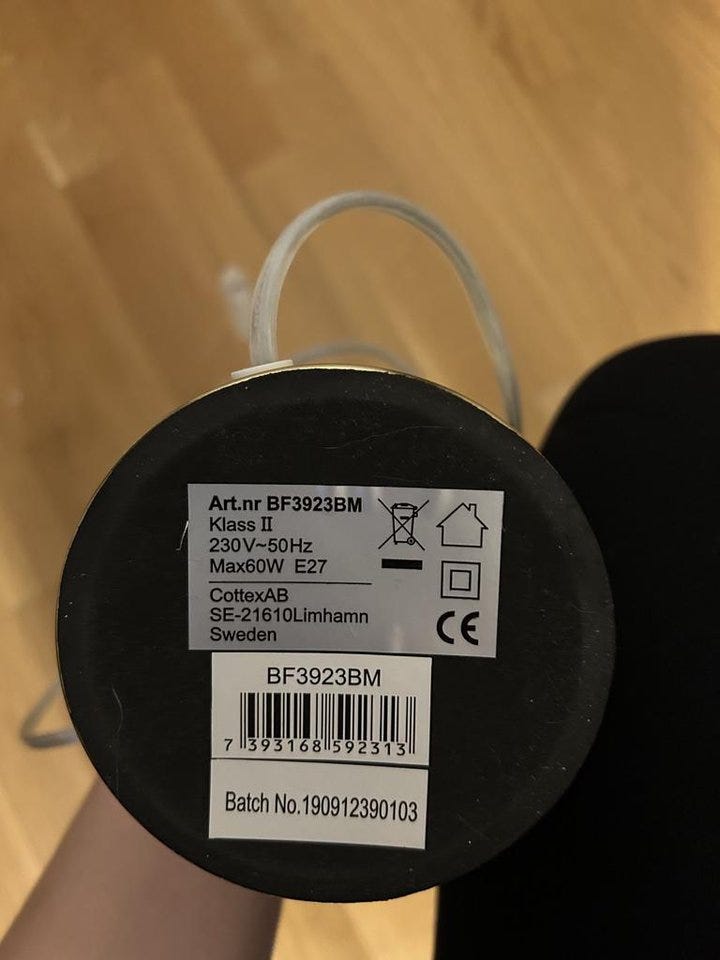 Art.nr BF3923BM
Klass II
230V~50Hz
Max60W E27
CottexAB
SE-21610Limhamn
Sweden
CE
BF3923BM
7 393168 592313
Batch No.190912390103